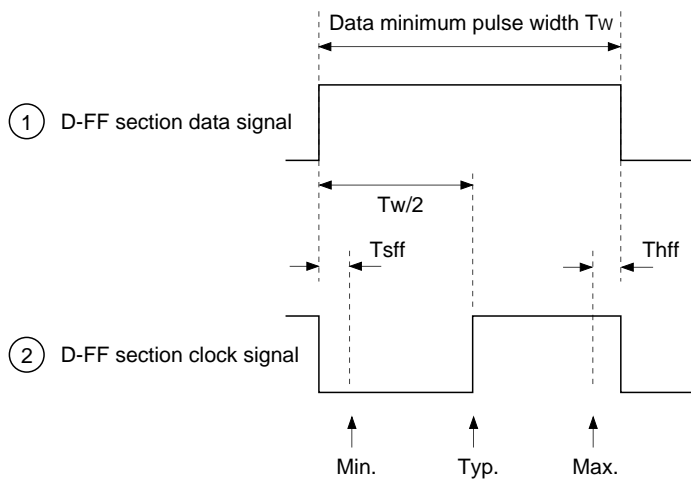 Data minimum pulse width Tw
1 D-FF section data signal
Tw/2
Tsff
Thff
2 D-FF section clock signal
Min.
Typ.
Max.